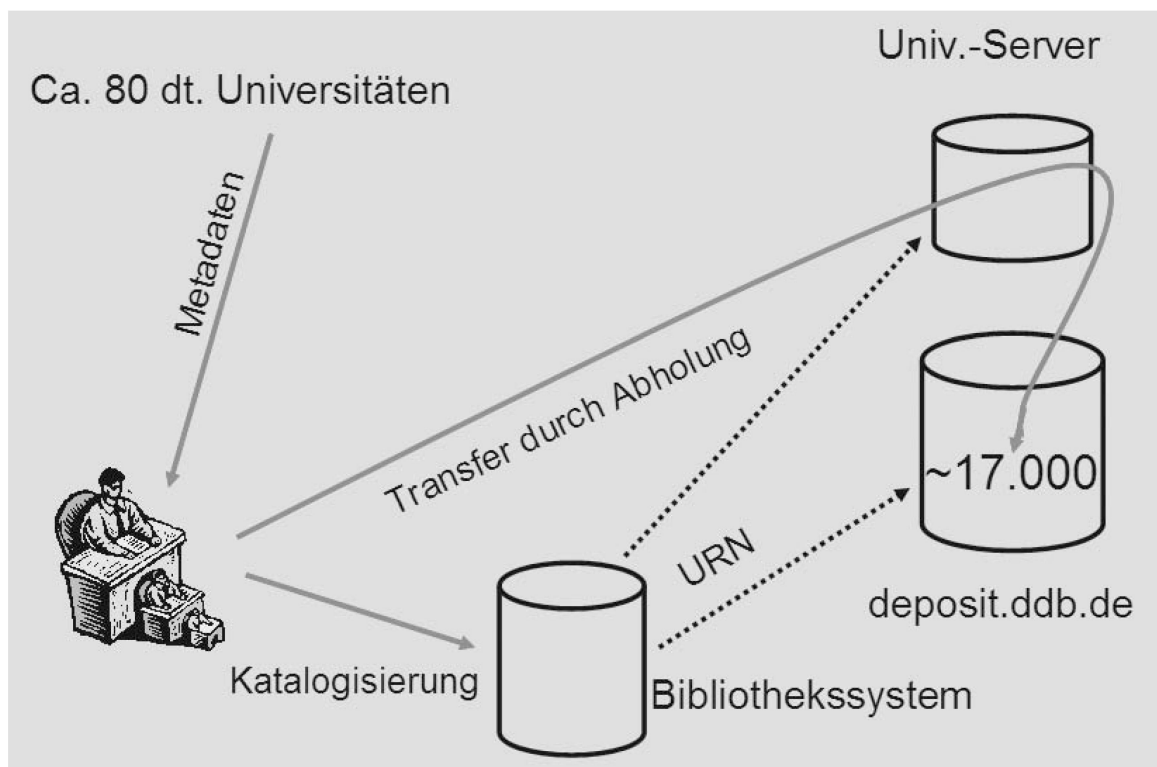 Univ.-Server
Ca. 80 dt. Universitäten
Metadaten
Transfer durch Abholung
~17.000
URN
deposit.ddb.de
Katalogisierung
Bibliothekssystem